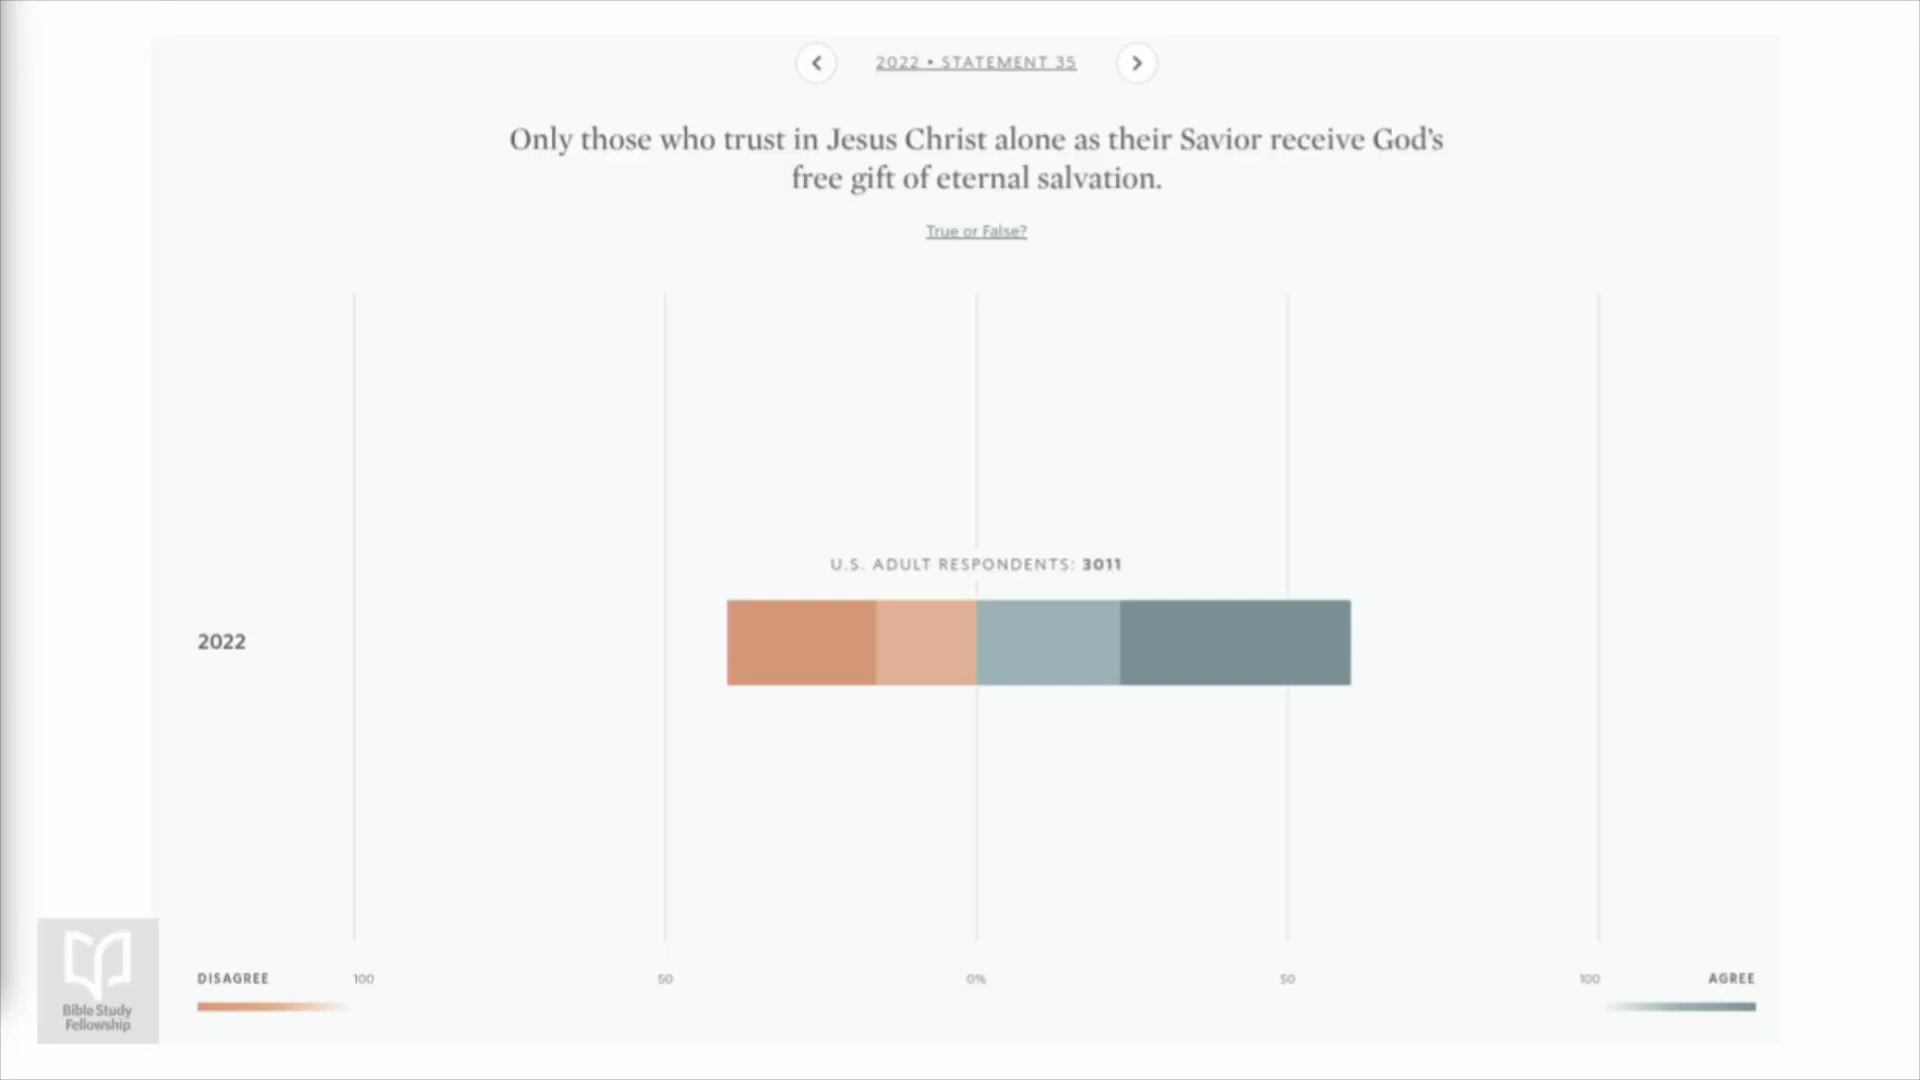 2022 • STATEMENT 35
Only those who trust in Jesus Christ alone as their Savior receive God’s
free gift of eternal salvation.
True or False?
U.S. ADULT RESPONDENTS: 3011
2022
DISAGREE 100 50 0% 50 100 AGREE
Bible Study
Fellowship